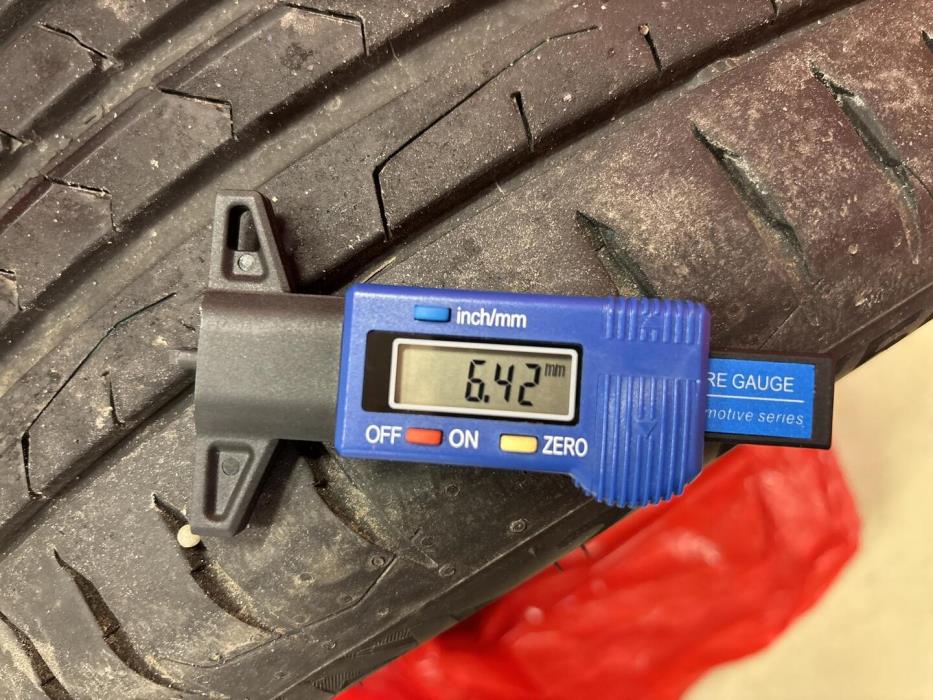 inch/mm
6.42 mm
OFF ON ZERO
RE GAUGE
motive series